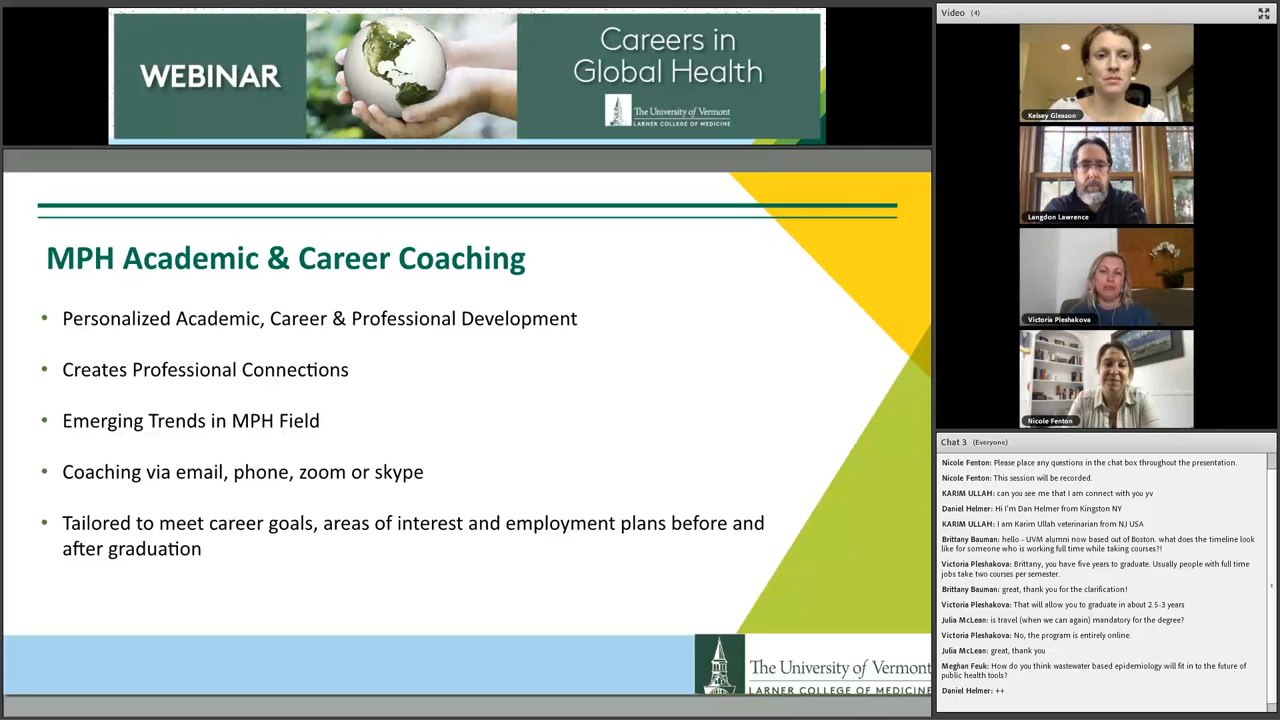 WEBINAR
Careers in
Global Health
The University of Vermont
LARNER COLLEGE OF MEDICINE
MPH Academic & Career Coaching
• Personalized Academic, Career & Professional Development
• Creates Professional Connections
• Emerging Trends in MPH Field
• Coaching via email, phone, zoom or skype
• Tailored to meet career goals, areas of interest and employment plans before and
after graduation
The University of Vermont
LARNER COLLEGE OF MEDICINE
Video (4)
Kelsey Gleason
Langdon Lawrence
Victoria Pleshakova
Nicole Fenton
Chat 3 (Everyone)
Nicole Fenton: Please place any questions in the chat box throughout the presentation.
Nicole Fenton: This session will be recorded.
KARIM ULLAH: can you see me that I am connect with you yv
Daniel Helmer: Hi I'm Dan Helmer from Kingston NY
KARIM ULLAH: I am Karim Ullah veterinarian from NJ USA
Brittany Bauman: hello - UVM alumni now based out of Boston. what does the timeline look
like for someone who is working full time while taking courses?!
Victoria Pleshakova: Brittany, you have five years to graduate. Usually people with full time
jobs take two courses per semester.
Brittany Bauman: great, thank you for the clarification!
Victoria Pleshakova: That will allow you to graduate in about 2.5-3 years
Julia McLean: is travel (when we can again) mandatory for the degree?
Victoria Pleshakova: No, the program is entirely online.
Julia McLean: great, thank you
Meghan Feuk: How do you think wastewater based epidemiology will fit in to the future of
public health tools?
Daniel Helmer: ++